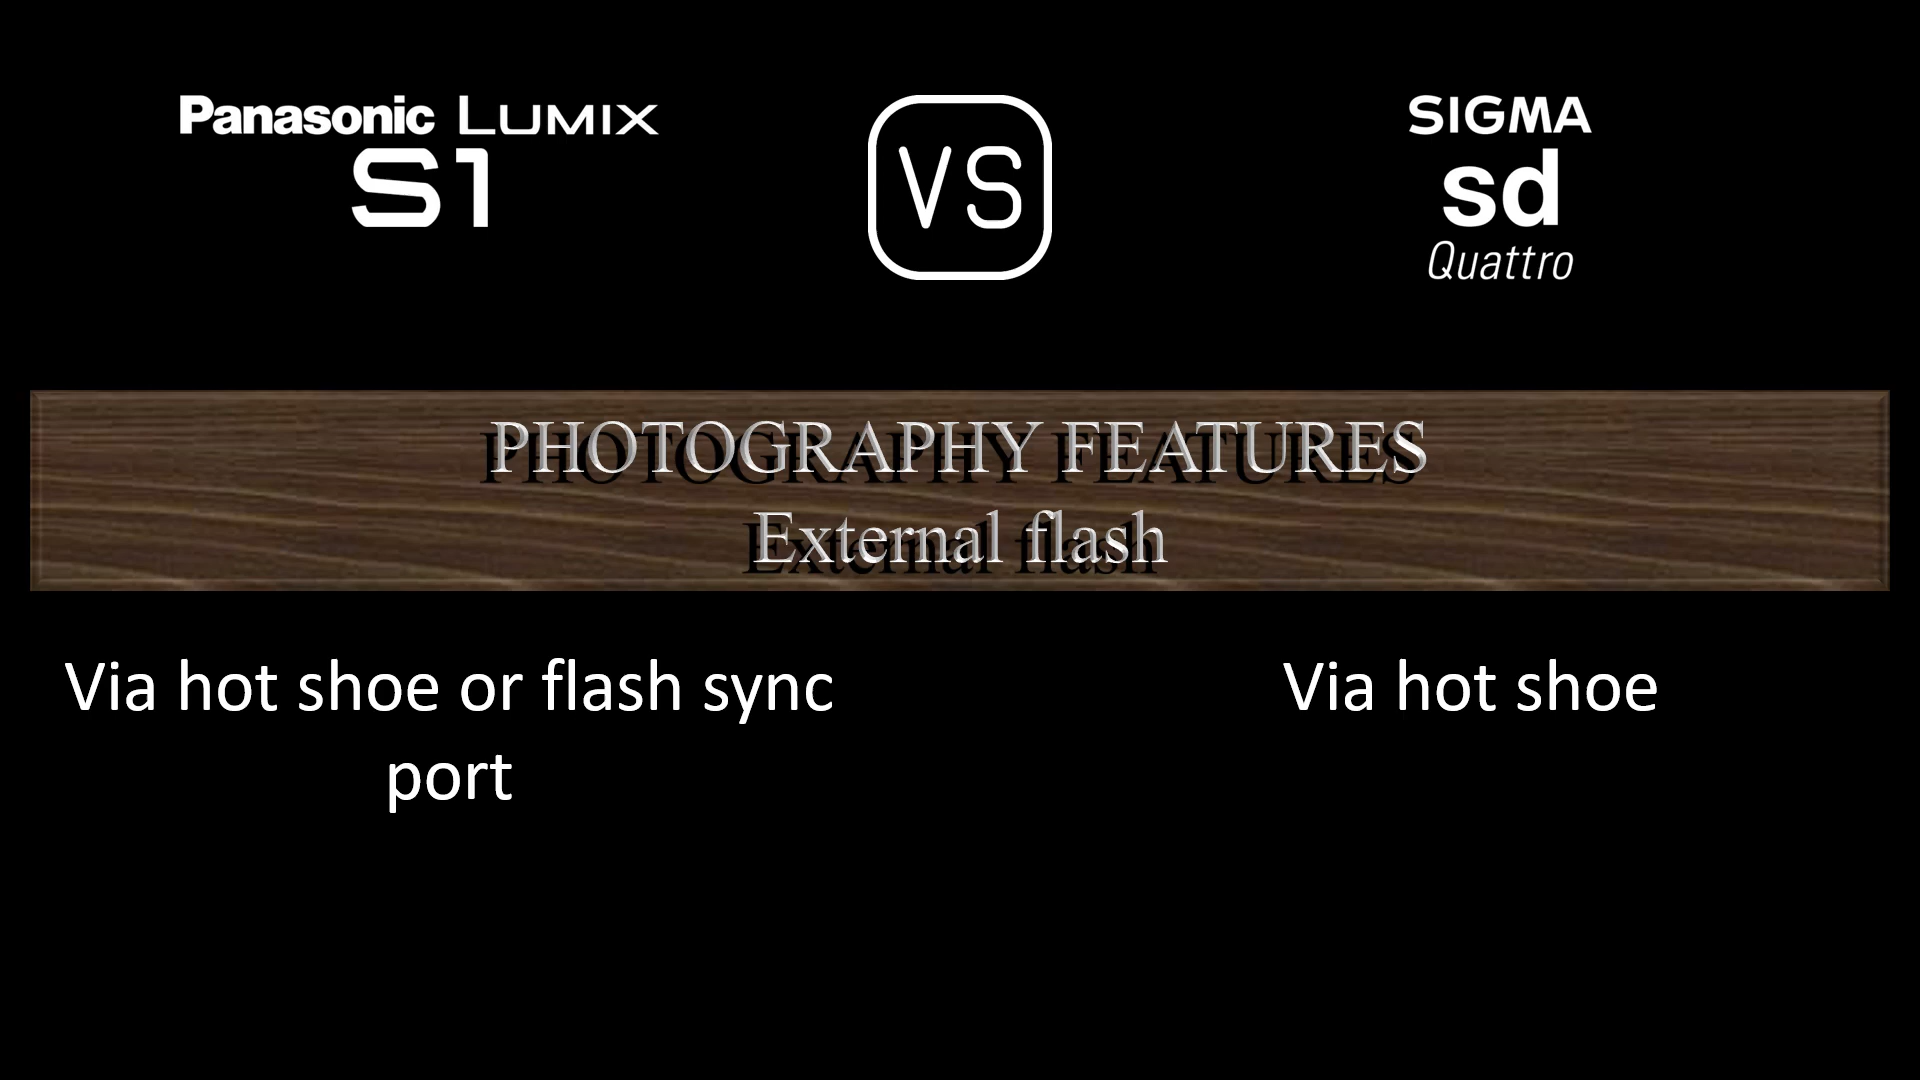 Panasonic LUMIX
S1
VS
SIGMA
sd
Quattro
PHOTOGRAPHY FEATURES
External flash
Via hot shoe or flash sync
port
Via hot shoe